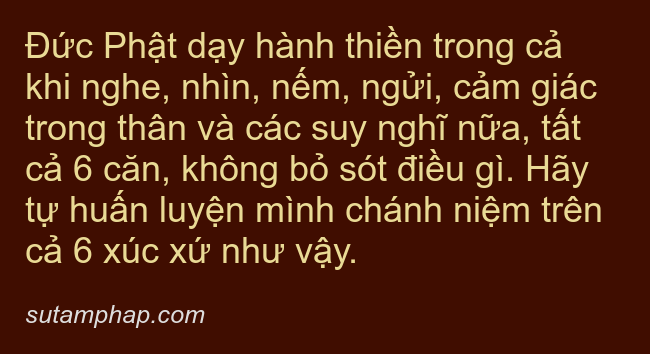 Đức Phật dạy hành thiền trong cả
khi nghe, nhìn, nếm, ngửi, cảm giác
trong thân và các suy nghĩ nữa, tất
cả 6 căn, không bỏ sót điều gì. Hãy
tự huấn luyện mình chánh niệm trên
cả 6 xúc xứ như vậy.
sutamphap.com